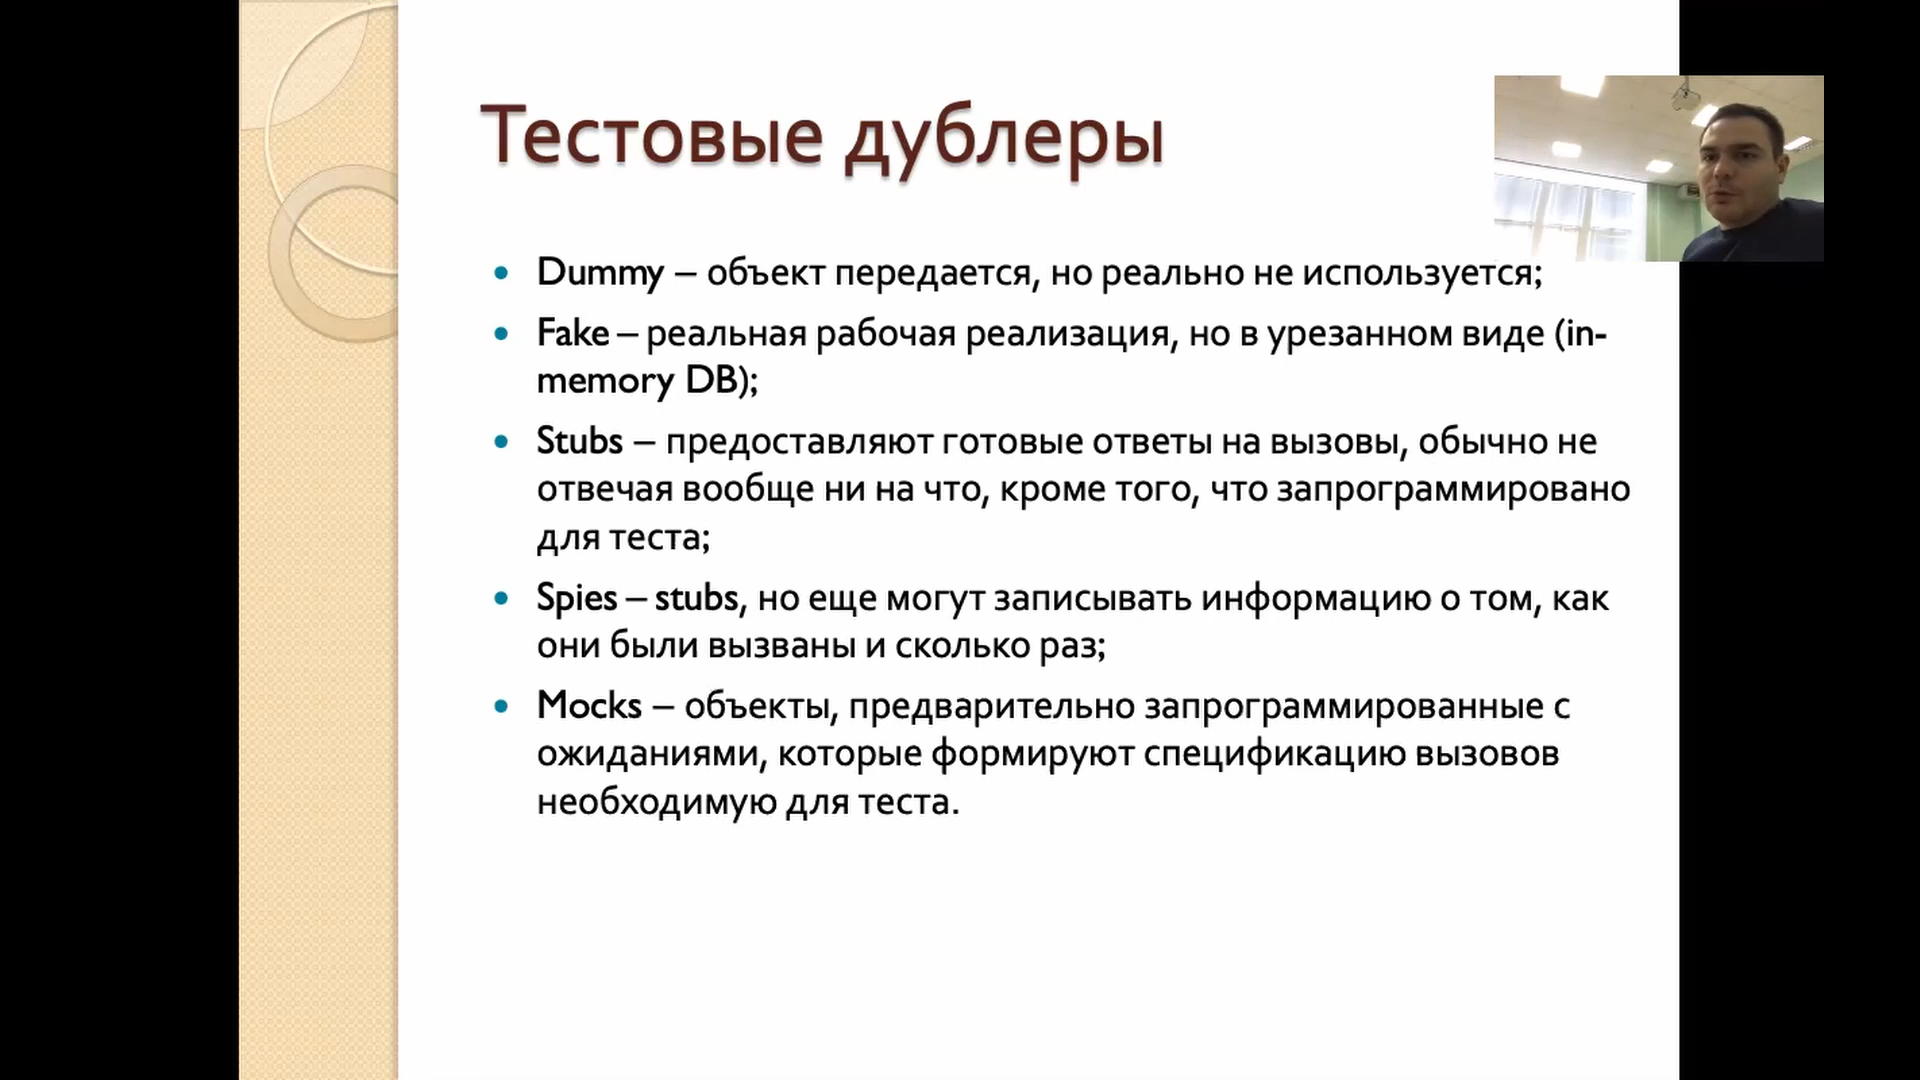 Тестовые дублеры
• Dummy – объект передается, но реально не используется;
• Fake – реальная рабочая реализация, но в урезанном виде (in-
memory DB);
• Stubs – предоставляют готовые ответы на вызовы, обычно не
отвечая вообще ни на что, кроме того, что запрограммировано
для теста;
• Spies – stubs, но еще могут записывать информацию о том, как
они были вызваны и сколько раз;
• Mocks – объекты, предварительно запрограммированные с
ожиданиями, которые формируют спецификацию вызовов
необходимую для теста.